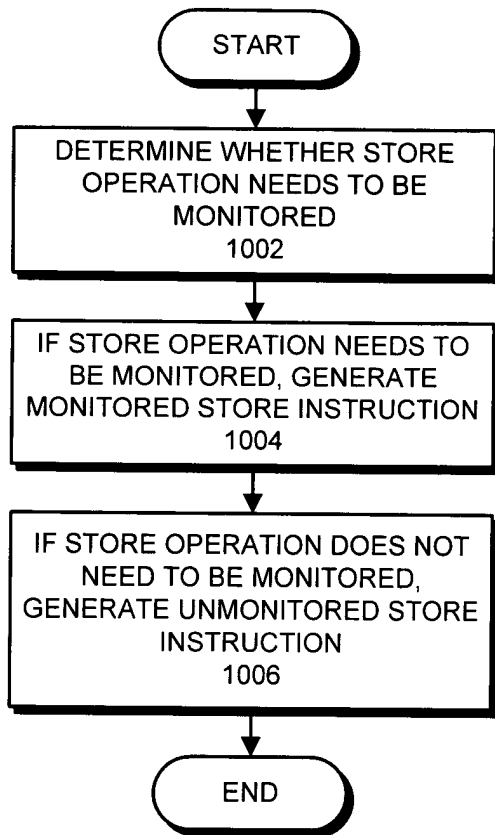 START
DETERMINE WHETHER STORE
OPERATION NEEDS TO BE
MONITORED
1002
IF STORE OPERATION NEEDS TO
BE MONITORED, GENERATE
MONITORED STORE INSTRUCTION
1004
IF STORE OPERATION DOES NOT
NEED TO BE MONITORED,
GENERATE UNMONITORED STORE
INSTRUCTION
1006
END